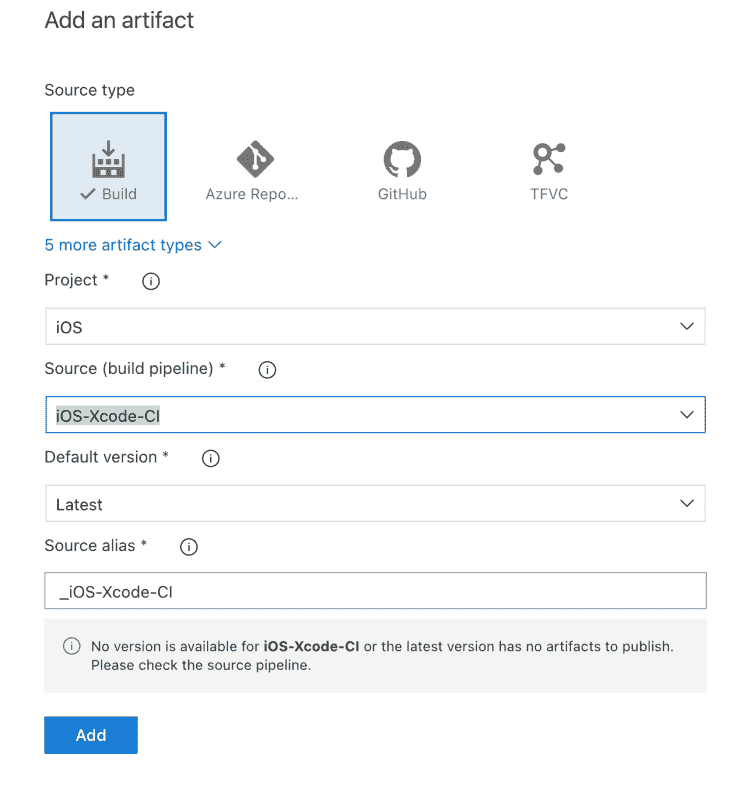 Add an artifact
Source type
Build
Azure Repo...
GitHub
TFVC
5 more artifact types
Project *
iOS
Source (build pipeline) *
iOS-Xcode-CI
Default version *
Latest
Source alias *
_iOS-Xcode-CI
No version is available for iOS-Xcode-CI or the latest version has no artifacts to publish.
Please check the source pipeline.
Add